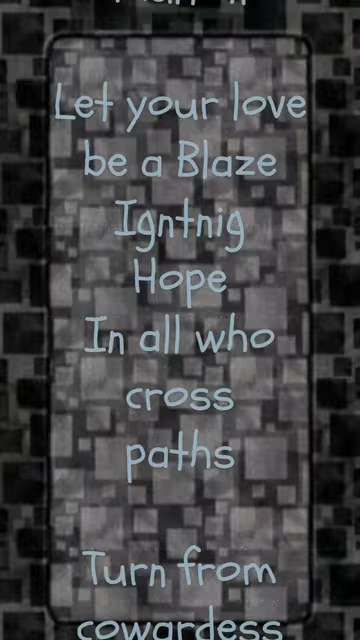 Let your love
be a Blaze
Igntnig
Hope
In all who
cross
paths
Turn from
cowardess